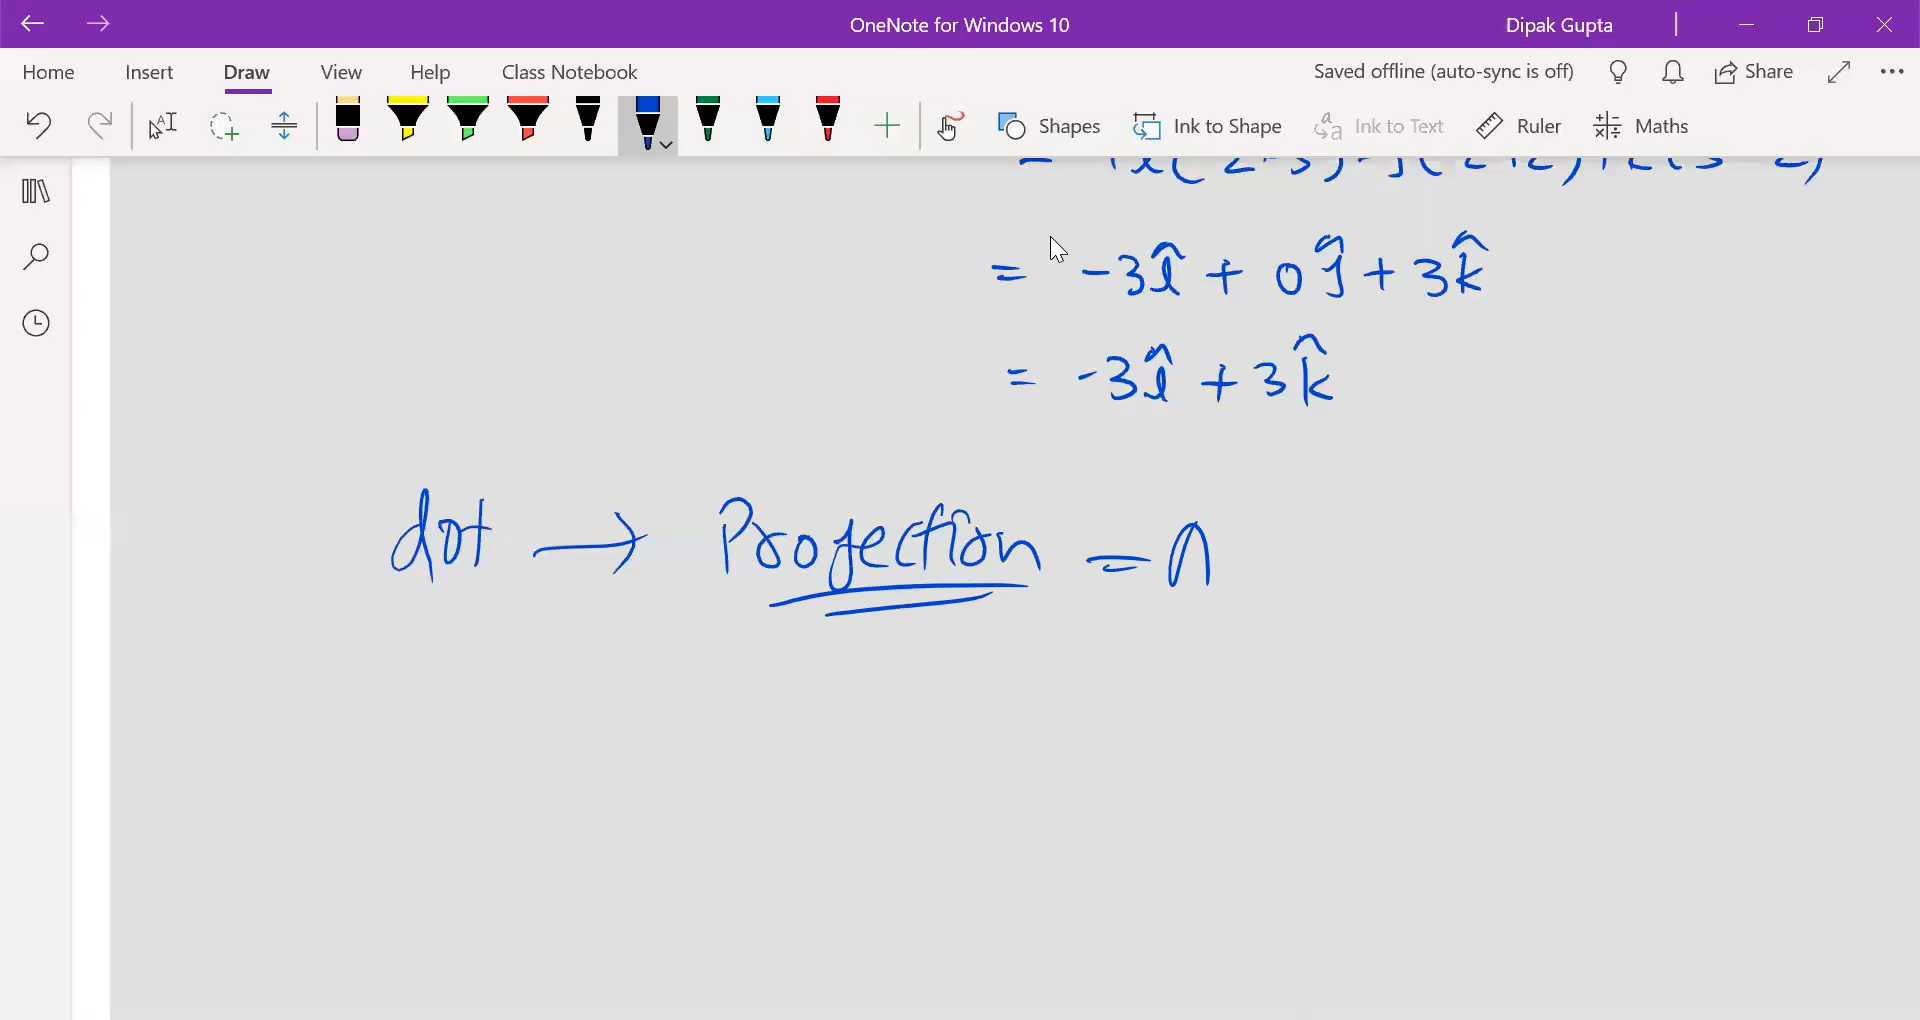 OneNote for Windows 10
Dipak Gupta
Home Insert Draw View Help Class Notebook
Saved offline (auto-sync is off) Share
Shapes Ink to Shape Ink to Text Ruler Maths
= -3î + 0ĵ + 3k̂
= -3î + 3k̂
dot → Projection =